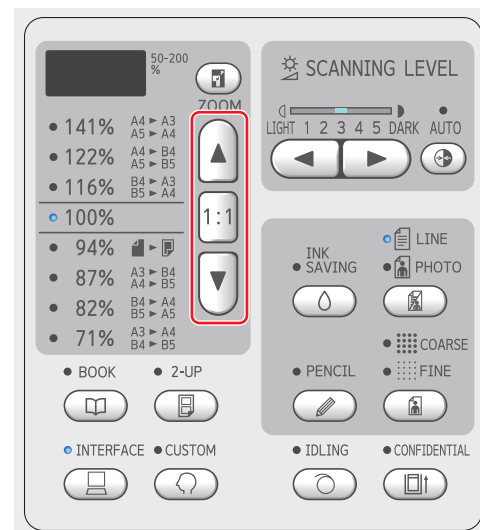 50-200
%
ZOOM
141% A4 ► A3
A5 ► A4
122% A4 ► B4
A5 ► B5
116% B4 ► A3
B5 ► A4
100%
94%
87% A3 ► B4
A4 ► B5
82% B4 ► A4
B5 ► A5
71% A3 ► A4
B4 ► B5
1:1
BOOK
2-UP
INTERFACE
CUSTOM
SCANNING LEVEL
LIGHT 1 2 3 4 5 DARK AUTO
INK
SAVING
LINE
PHOTO
PENCIL
COARSE
FINE
IDLING
CONFIDENTIAL